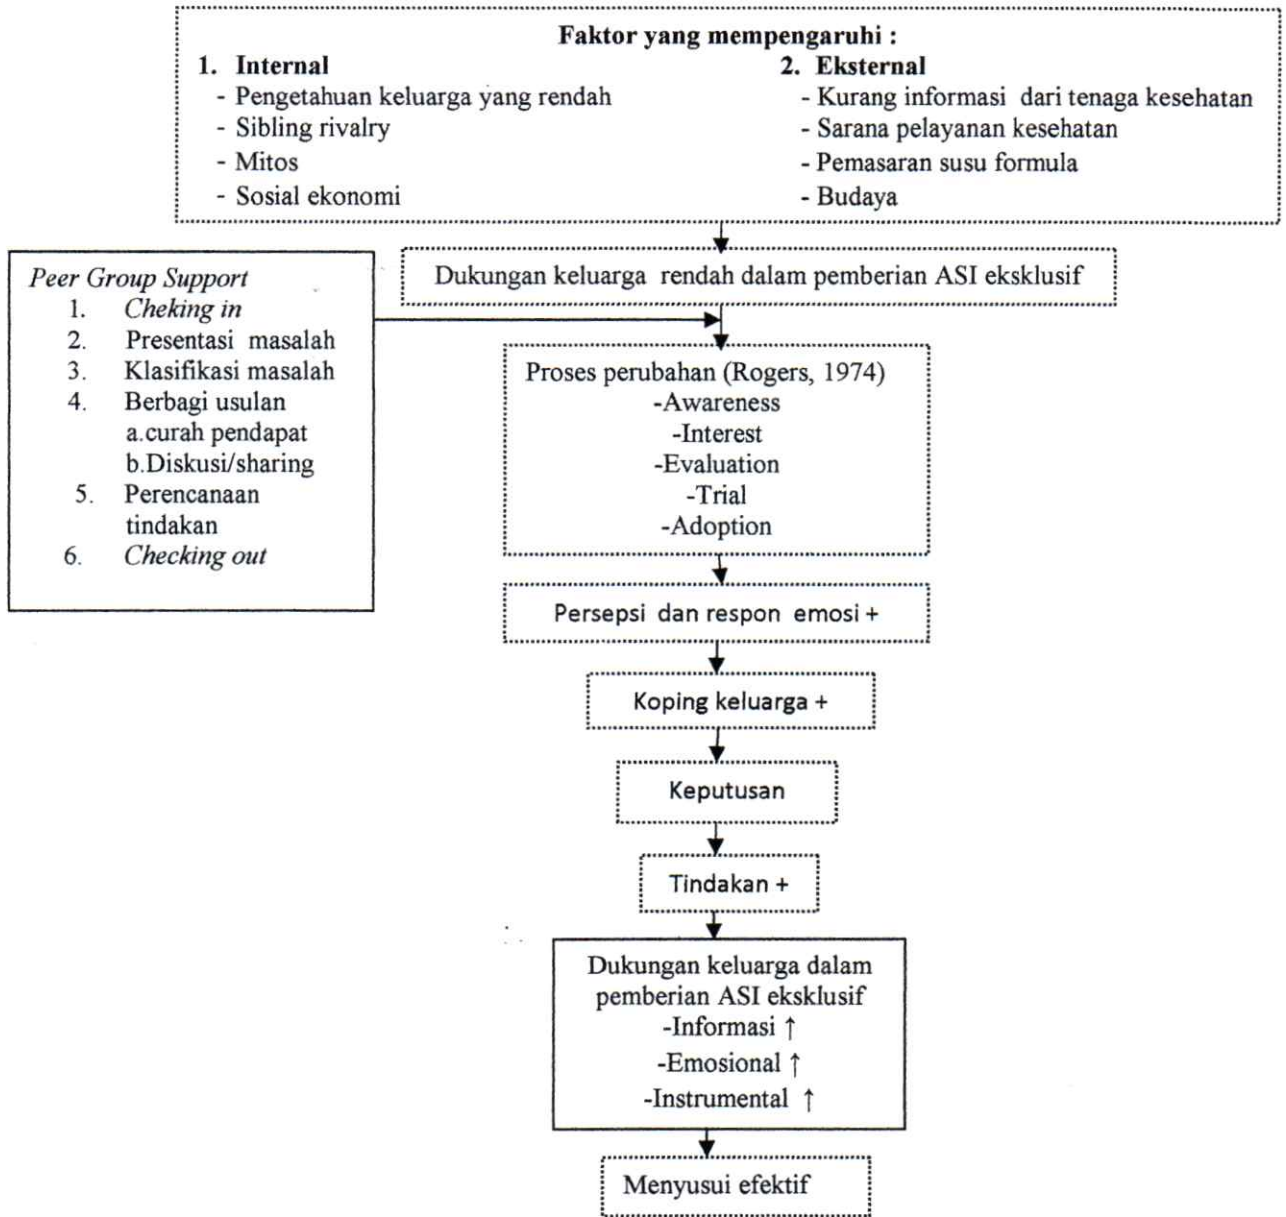 Faktor yang mempengaruhi :
1. Internal
- Pengetahuan keluarga yang rendah
- Sibling rivalry
- Mitos
- Sosial ekonomi
2. Eksternal
- Kurang informasi dari tenaga kesehatan
- Sarana pelayanan kesehatan
- Pemasaran susu formula
- Budaya
Dukungan keluarga rendah dalam pemberian ASI eksklusif
Peer Group Support
1. Cheking in
2. Presentasi masalah
3. Klasifikasi masalah
4. Berbagi usulan
a.curah pendapat
b.Diskusi/sharing
5. Perencanaan
tindakan
6. Checking out
Proses perubahan (Rogers, 1974)
-Awareness
-Interest
-Evaluation
-Trial
-Adoption
Persepsi dan respon emosi +
Koping keluarga +
Keputusan
Tindakan +
Dukungan keluarga dalam
pemberian ASI eksklusif
-Informasi ↑
-Emosional ↑
-Instrumental ↑
Menyusui efektif